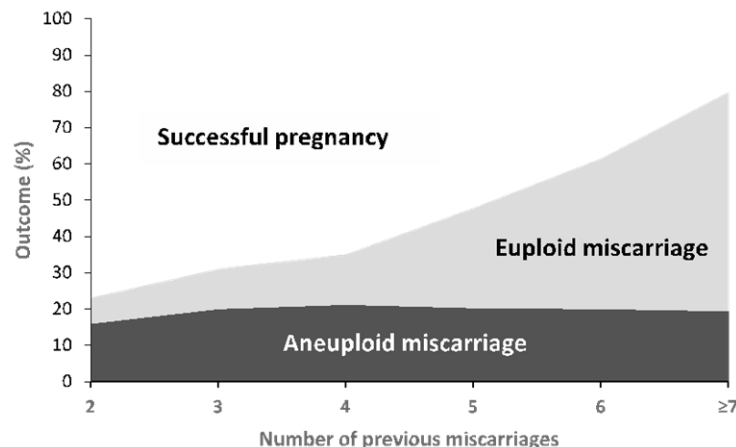 100
90
80
70
60
50
40
30
20
10
0
Outcome (%)
Successful pregnancy
Euploid miscarriage
Aneuploid miscarriage
2 3 4 5 6 ≥7
Number of previous miscarriages